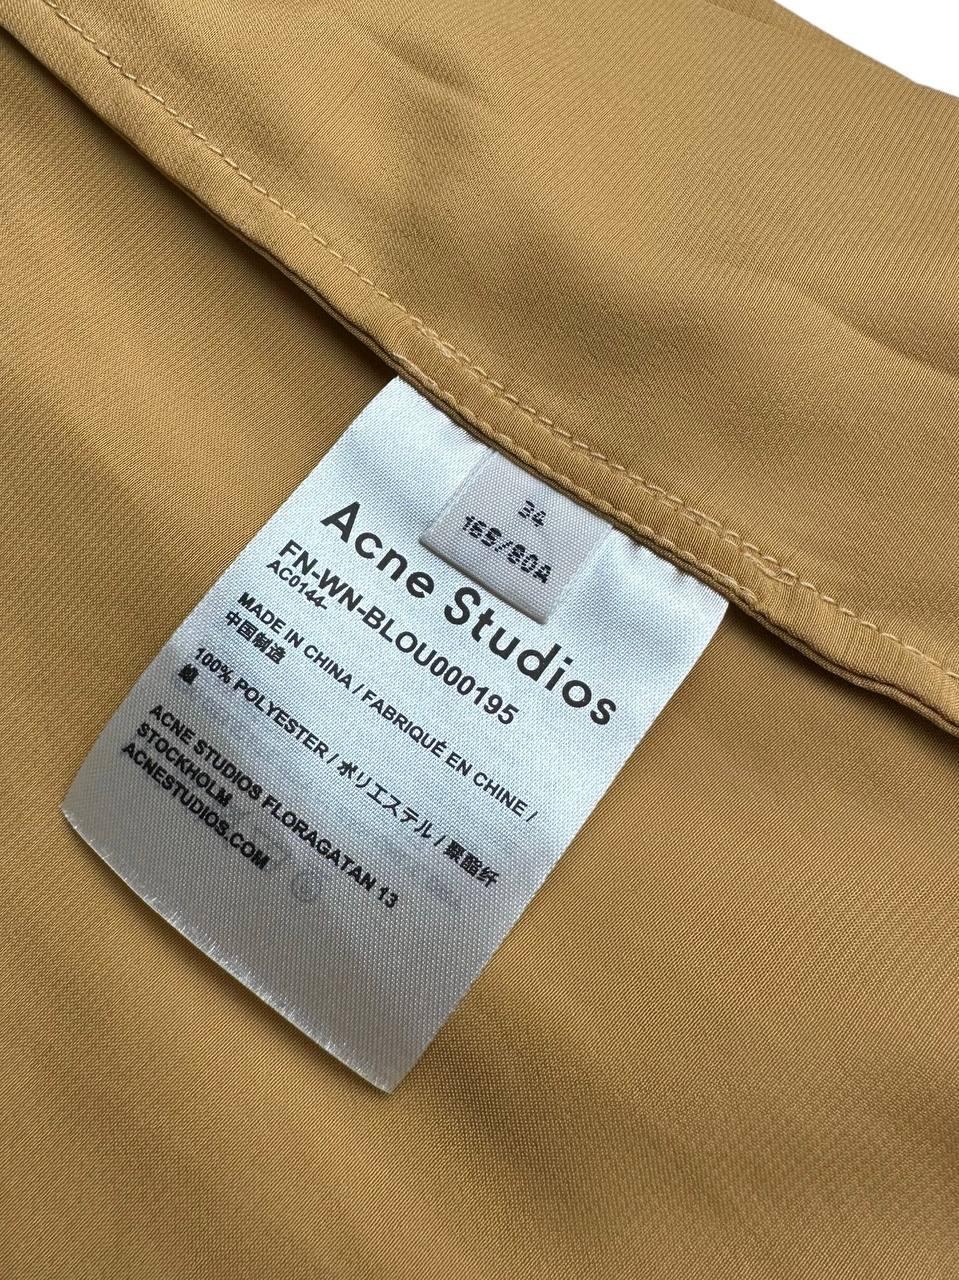 34
165/80A
Acne Studios
FN-WN-BLOU000195
AC0144-
MADE IN CHINA / FABRIQUÉ EN CHINE /
中国制造
100% POLYESTER / ポリエステル / 聚酯纤
維
ACNE STUDIOS FLORAGATAN 13
STOCKHOLM
ACNESTUDIOS.COM